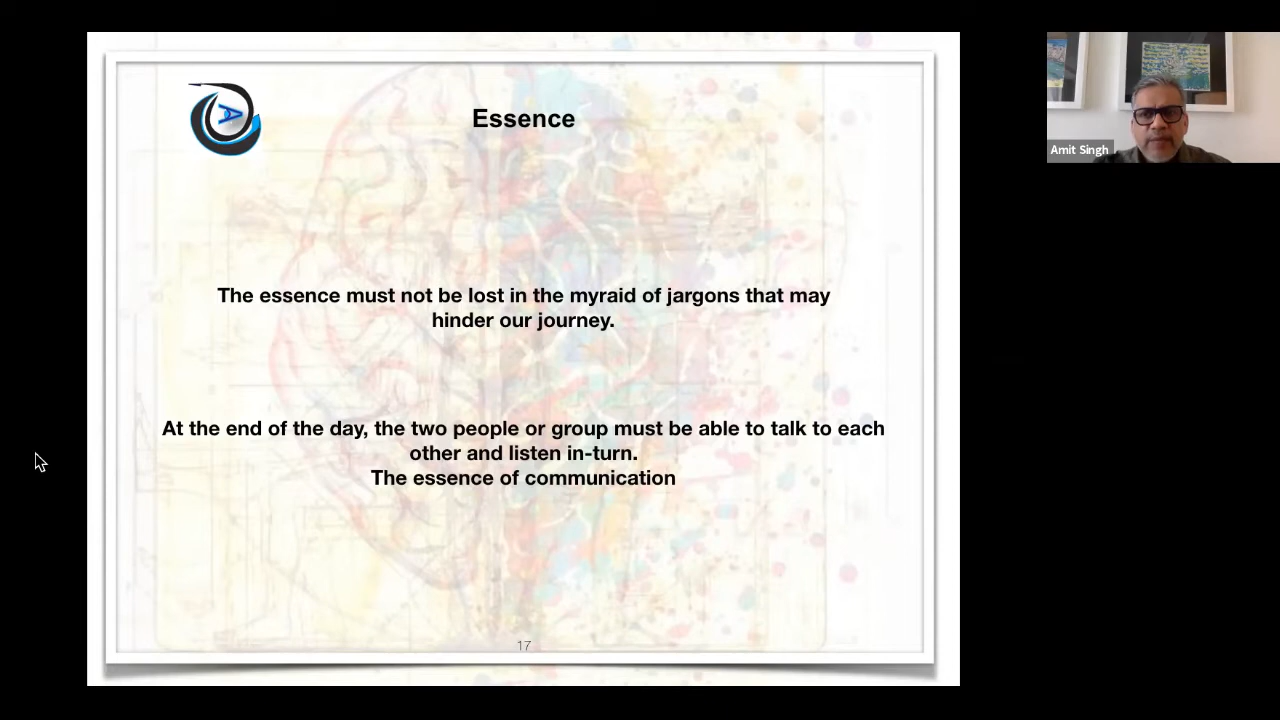 Essence
Amit Singh
The essence must not be lost in the myraid of jargons that may
hinder our journey.
At the end of the day, the two people or group must be able to talk to each
other and listen in-turn.
The essence of communication
17